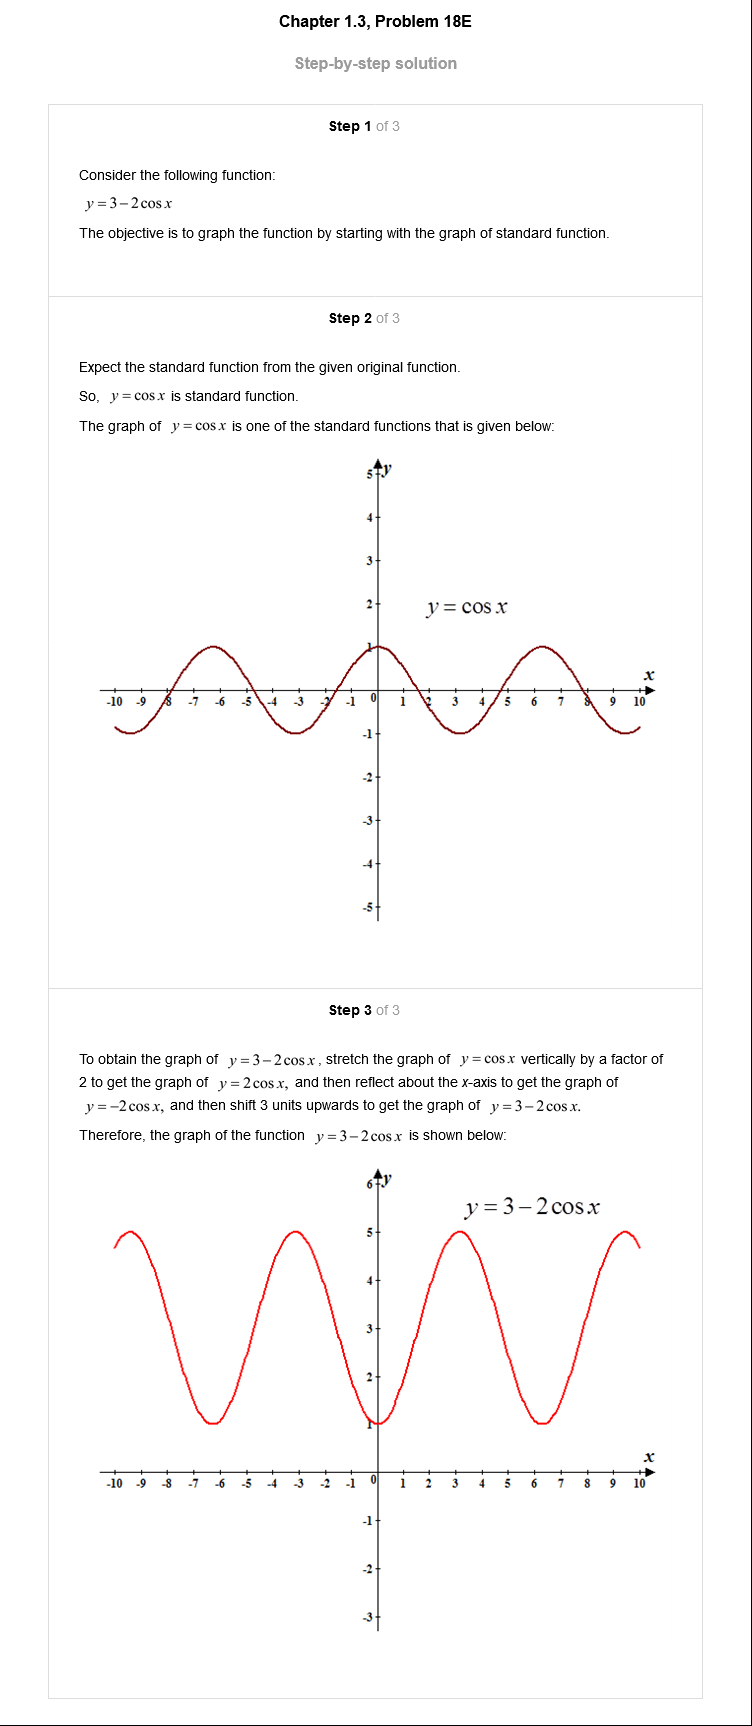 Chapter 1.3, Problem 18E
Step-by-step solution
Step 1 of 3
Consider the following function:
y = 3 − 2 cos x
The objective is to graph the function by starting with the graph of standard function.
Step 2 of 3
Expect the standard function from the given original function.
So, y = cos x is standard function.
The graph of y = cos x is one of the standard functions that is given below:
y
5
4
3
2
y = cos x
1
x
-10 -9 -8 -7 -6 -5 -4 -3 -2 -1 0 1 2 3 4 5 6 7 8 9 10
-1
-2
-3
-4
-5
Step 3 of 3
To obtain the graph of y = 3 − 2 cos x, stretch the graph of y = cos x vertically by a factor of
2 to get the graph of y = 2 cos x, and then reflect about the x-axis to get the graph of
y = −2 cos x, and then shift 3 units upwards to get the graph of y = 3 − 2 cos x.
Therefore, the graph of the function y = 3 − 2 cos x is shown below:
6 y
y = 3 − 2 cos x
5
4
3
2
1
x
-10 -9 -8 -7 -6 -5 -4 -3 -2 -1 0 1 2 3 4 5 6 7 8 9 10
-1
-2
-3